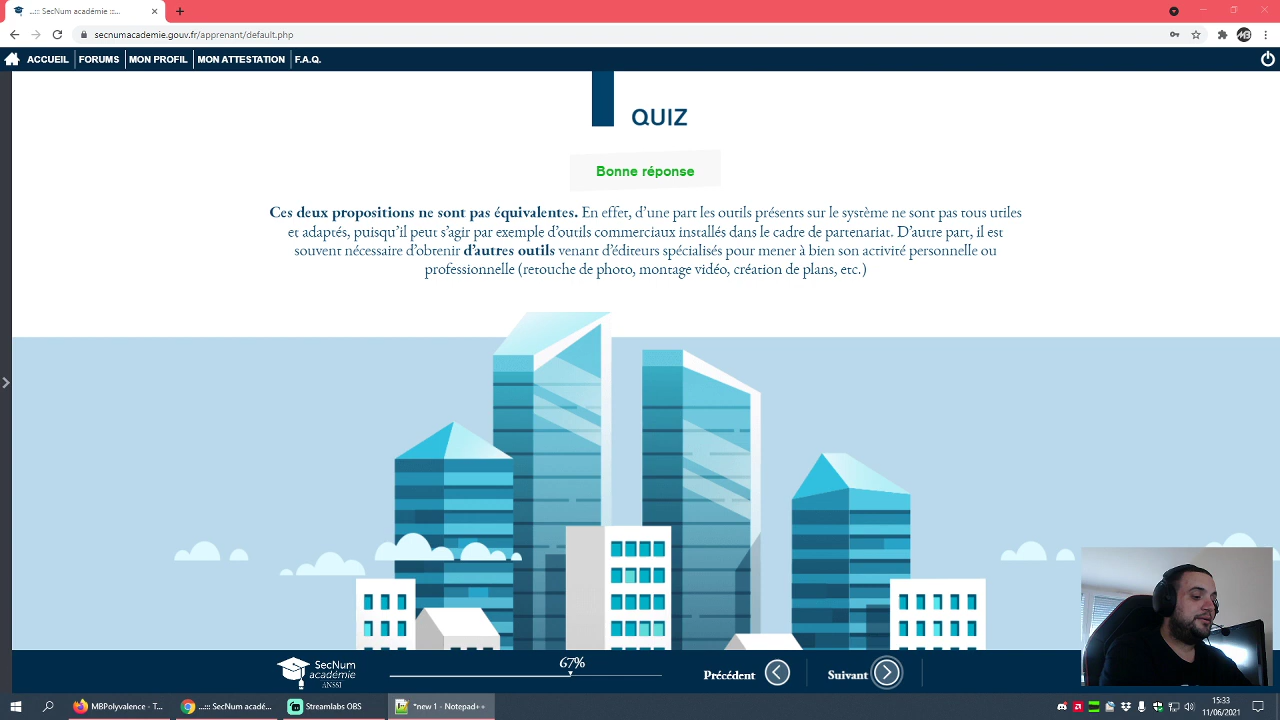 ..:: SecNum académie ::...
secnumacademie.gouv.fr/apprenant/default.php
ACCUEIL
FORUMS
MON PROFIL
MON ATTESTATION
F.A.Q.
QUIZ
Bonne réponse
Ces deux propositions ne sont pas équivalentes. En effet, d’une part les outils présents sur le système ne sont pas tous utiles
et adaptés, puisqu’il peut s’agir par exemple d’outils commerciaux installés dans le cadre de partenariat. D’autre part, il est
souvent nécessaire d’obtenir d’autres outils venant d’éditeurs spécialisés pour mener à bien son activité personnelle ou
professionnelle (retouche de photo, montage vidéo, création de plans, etc.)
SecNum
académie
ANSSI
67%
Précédent
Suivant
MBPolyvalence - T...
...:: SecNum acadé...
Streamlabs OBS
*new 1 - Notepad++
15:33
11/06/2021